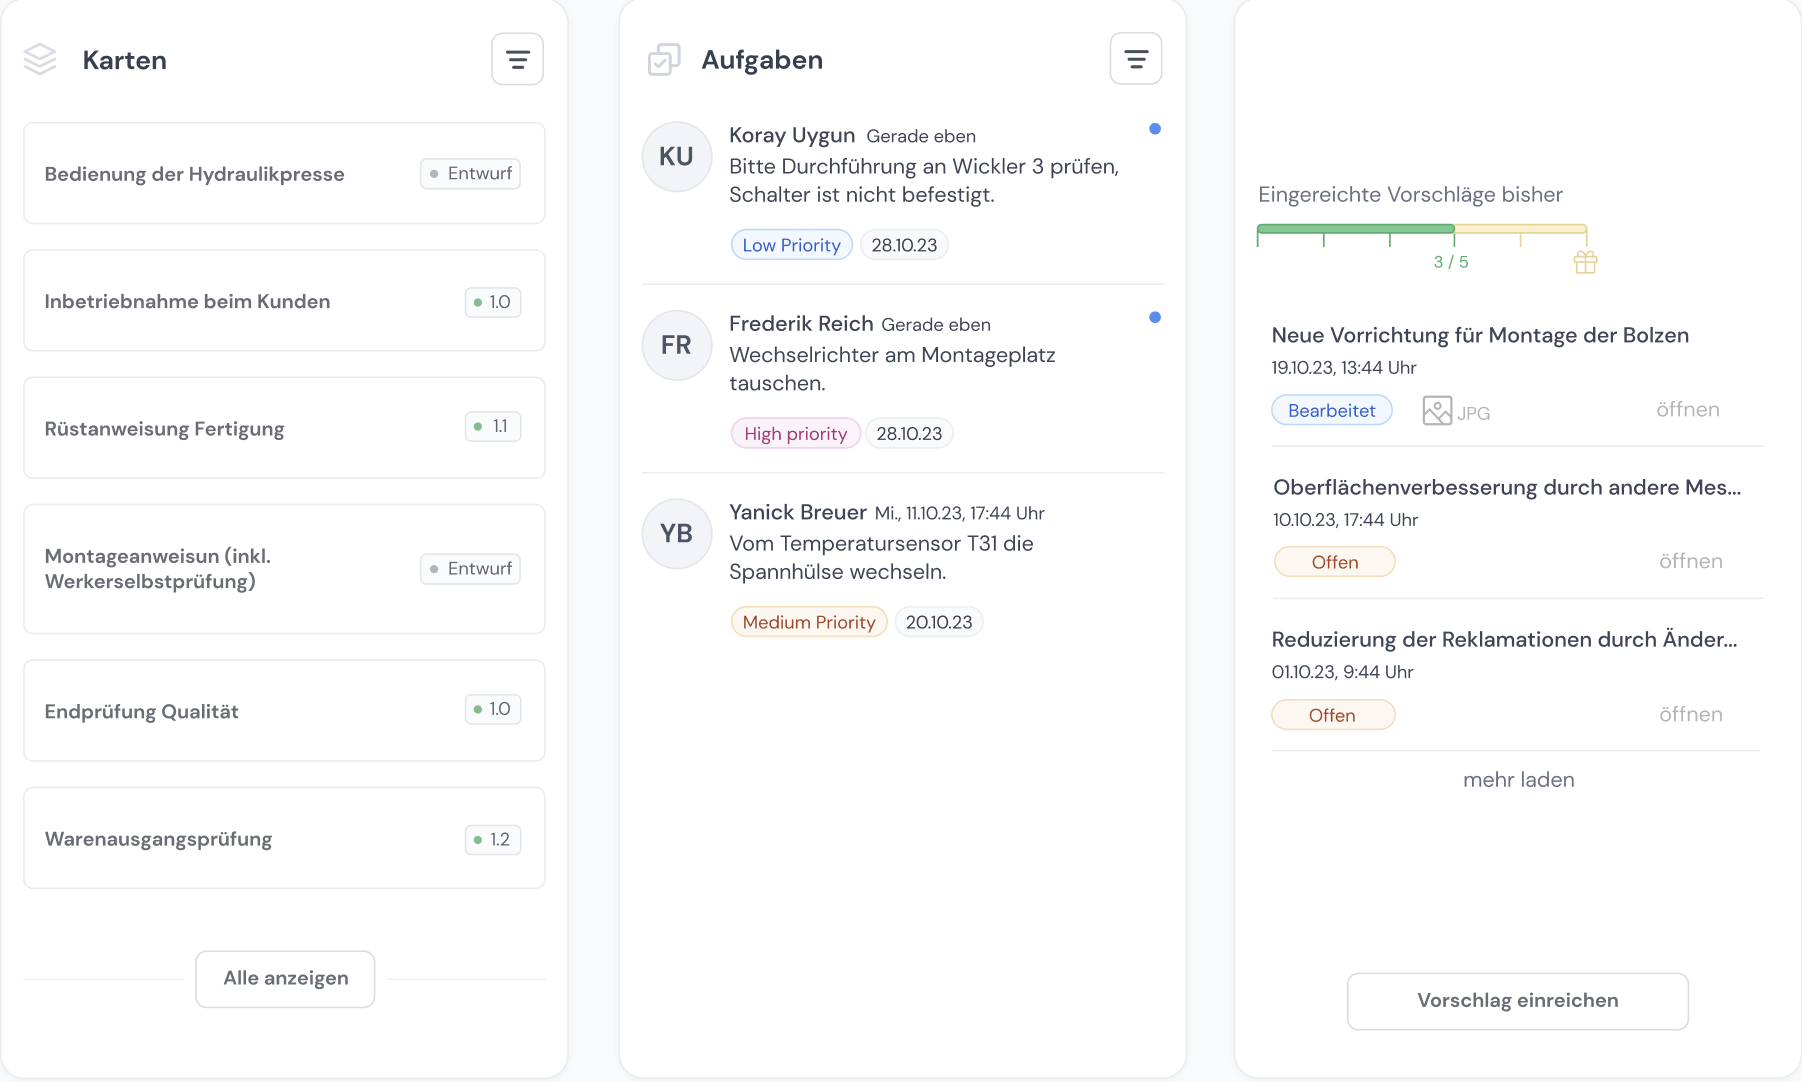 Karten
Bedienung der Hydraulikpresse
Entwurf
Inbetriebnahme beim Kunden
1.0
Rüstanweisung Fertigung
1.1
Montageanweisun (inkl.
Werkerselbstprüfung)
Entwurf
Endprüfung Qualität
1.0
Warenausgangsprüfung
1.2
Alle anzeigen
Aufgaben
KU
Koray Uygun Gerade eben
Bitte Durchführung an Wickler 3 prüfen,
Schalter ist nicht befestigt.
Low Priority 28.10.23
FR
Frederik Reich Gerade eben
Wechselrichter am Montageplatz
tauschen.
High priority 28.10.23
YB
Yanick Breuer Mi., 11.10.23, 17:44 Uhr
Vom Temperatursensor T31 die
Spannhülse wechseln.
Medium Priority 20.10.23
Eingereichte Vorschläge bisher
3 / 5
Neue Vorrichtung für Montage der Bolzen
19.10.23, 13:44 Uhr
Bearbeitet JPG öffnen
Oberflächenverbesserung durch andere Mes...
10.10.23, 17:44 Uhr
Offen öffnen
Reduzierung der Reklamationen durch Änder...
01.10.23, 9:44 Uhr
Offen öffnen
mehr laden
Vorschlag einreichen